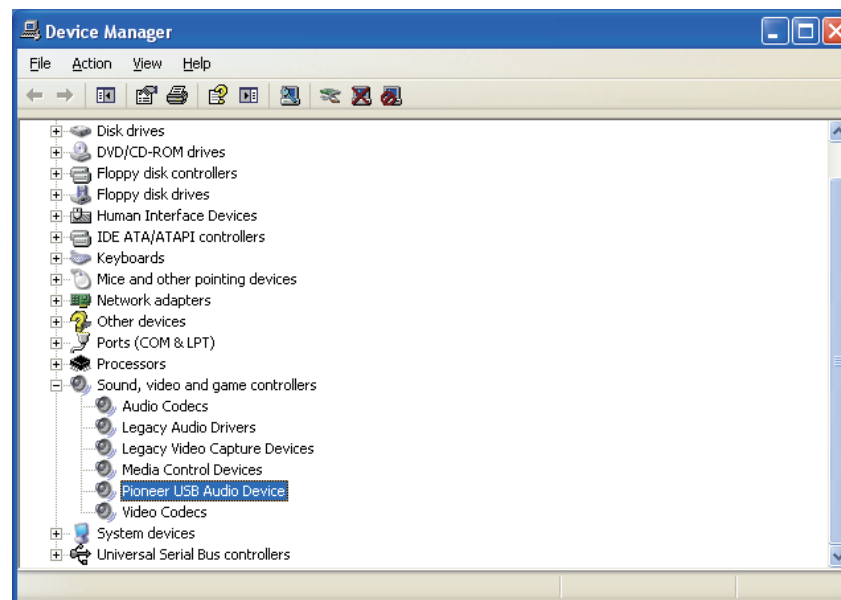 Device Manager
File Action View Help
Disk drives
DVD/CD-ROM drives
Floppy disk controllers
Floppy disk drives
Human Interface Devices
IDE ATA/ATAPI controllers
Keyboards
Mice and other pointing devices
Network adapters
Other devices
Ports (COM & LPT)
Processors
Sound, video and game controllers
Audio Codecs
Legacy Audio Drivers
Legacy Video Capture Devices
Media Control Devices
Pioneer USB Audio Device
Video Codecs
System devices
Universal Serial Bus controllers